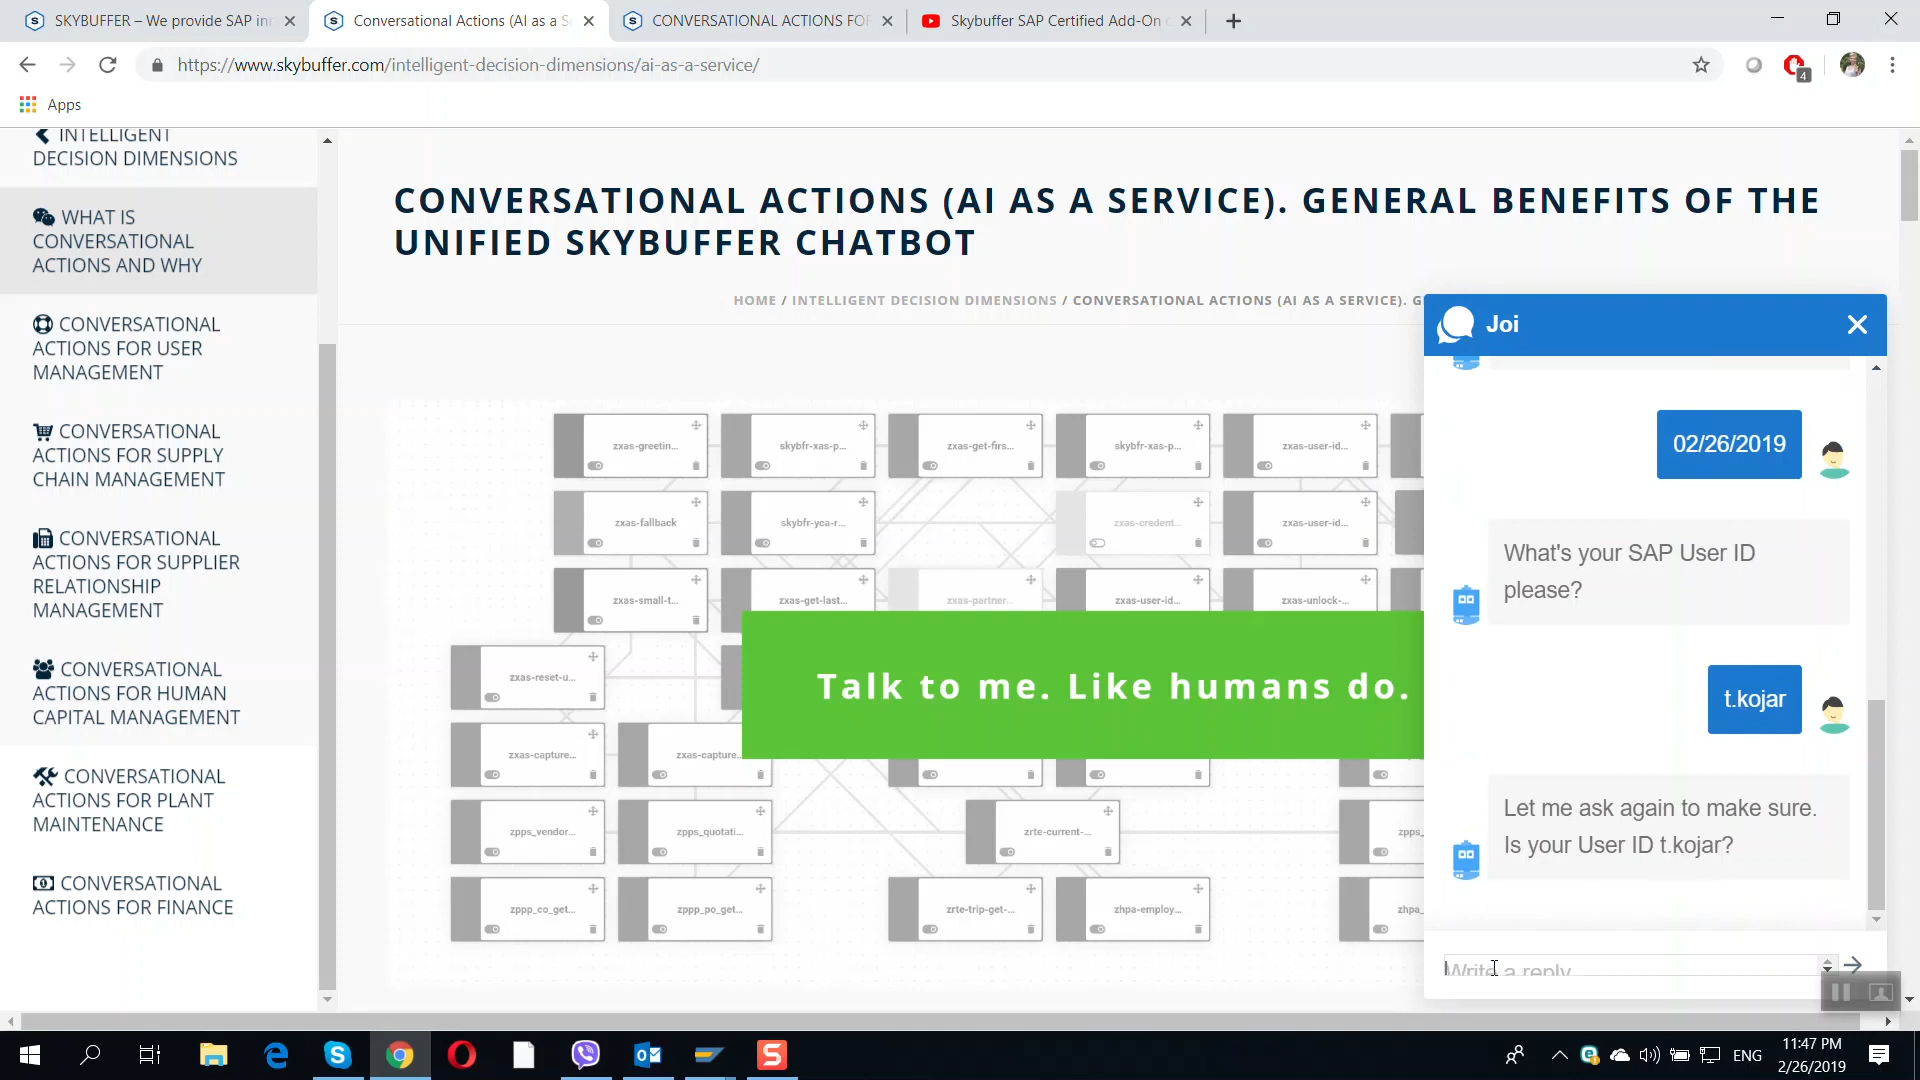 SKYBUFFER – We provide SAP inn
Conversational Actions (AI as a S
CONVERSATIONAL ACTIONS FOR
Skybuffer SAP Certified Add-On
https://www.skybuffer.com/intelligent-decision-dimensions/ai-as-a-service/
4
Apps
INTELLIGENT
DECISION DIMENSIONS
WHAT IS
CONVERSATIONAL
ACTIONS AND WHY
CONVERSATIONAL
ACTIONS FOR USER
MANAGEMENT
CONVERSATIONAL
ACTIONS FOR SUPPLY
CHAIN MANAGEMENT
CONVERSATIONAL
ACTIONS FOR SUPPLIER
RELATIONSHIP
MANAGEMENT
CONVERSATIONAL
ACTIONS FOR HUMAN
CAPITAL MANAGEMENT
CONVERSATIONAL
ACTIONS FOR PLANT
MAINTENANCE
CONVERSATIONAL
ACTIONS FOR FINANCE
CONVERSATIONAL ACTIONS (AI AS A SERVICE). GENERAL BENEFITS OF THE
UNIFIED SKYBUFFER CHATBOT
HOME / INTELLIGENT DECISION DIMENSIONS / CONVERSATIONAL ACTIONS (AI AS A SERVICE). G
zxas-greetin... skybfr-xas-p... zxas-get-firs... skybfr-xas-p... zxas-user-id...
zxas-fallback skybfr-yca-r... zxas-credent... zxas-user-id...
zxas-small-t... zxas-get-last... zxas-partner... zxas-user-id... zxas-unlock-...
zxas-reset-u...
Talk to me. Like humans do.
zxas-capture... zxas-capture...
zpps_vendor... zpps_quotati... zrte-current-... zpps_
zppp_co_get... zppp_po_get... zrte-trip-get-... zhpa-employ... zhpa_
Joi
02/26/2019
What's your SAP User ID
please?
t.kojar
Let me ask again to make sure.
Is your User ID t.kojar?
Write a reply
ENG
11:47 PM
2/26/2019